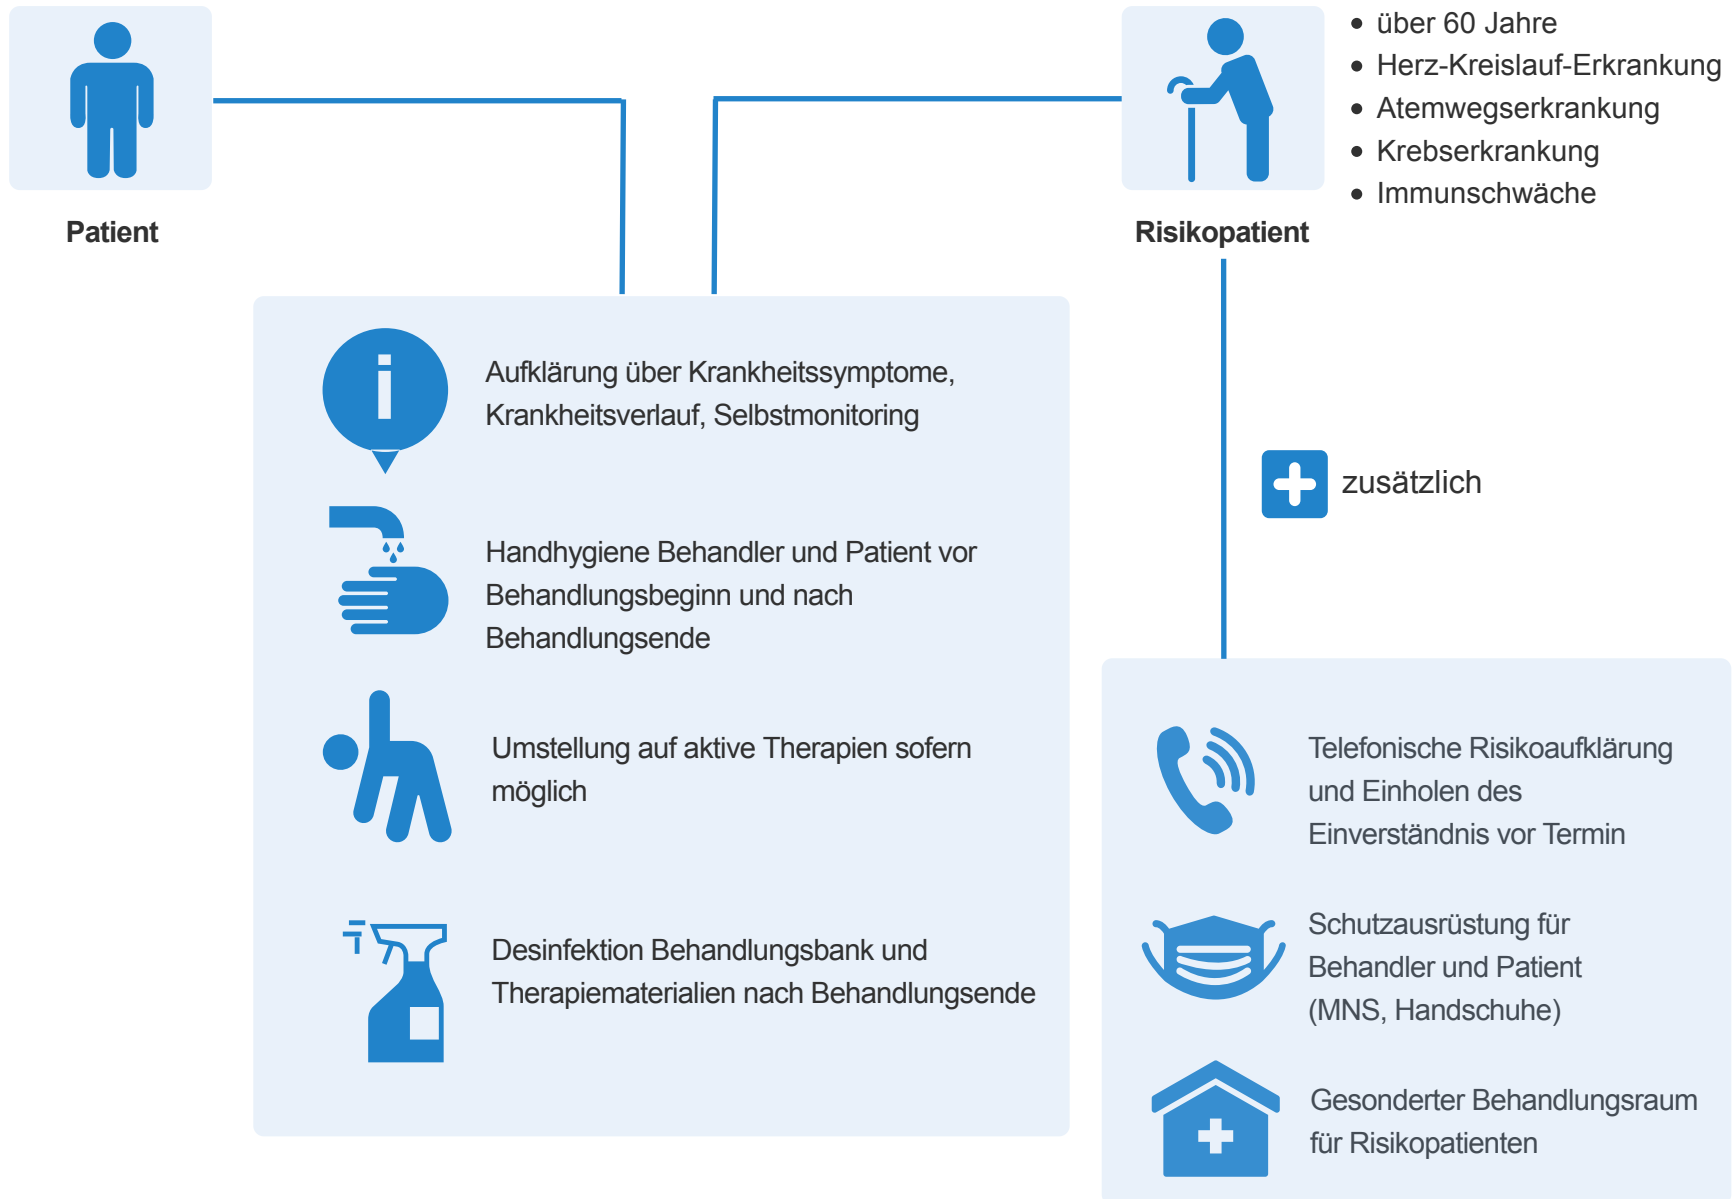 Patient
Risikopatient
• über 60 Jahre
• Herz-Kreislauf-Erkrankung
• Atemwegserkrankung
• Krebserkrankung
• Immunschwäche
i
Aufklärung über Krankheitssymptome,
Krankheitsverlauf, Selbstmonitoring
Handhygiene Behandler und Patient vor
Behandlungsbeginn und nach
Behandlungsende
Umstellung auf aktive Therapien sofern
möglich
Desinfektion Behandlungsbank und
Therapiematerialien nach Behandlungsende
zusätzlich
Telefonische Risikoaufklärung
und Einholen des
Einverständnis vor Termin
Schutzausrüstung für
Behandler und Patient
(MNS, Handschuhe)
Gesonderter Behandlungsraum
für Risikopatienten